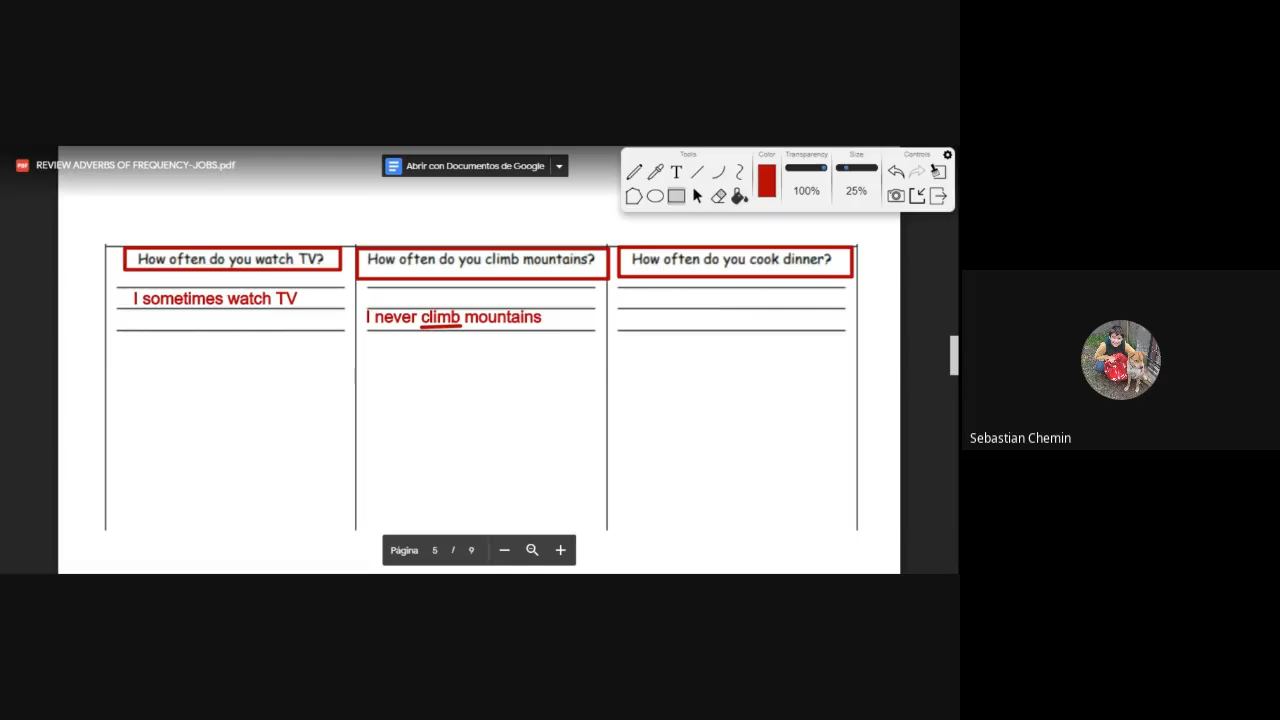 REVIEW ADVERBS OF FREQUENCY-JOBS.pdf
Abrir con Documentos de Google
Tools
Color
Transparency
Size
Controls
T
100%
25%
How often do you watch TV?
How often do you climb mountains?
How often do you cook dinner?
I sometimes watch TV
I never climb mountains
Sebastian Chemin
Página 5 / 9